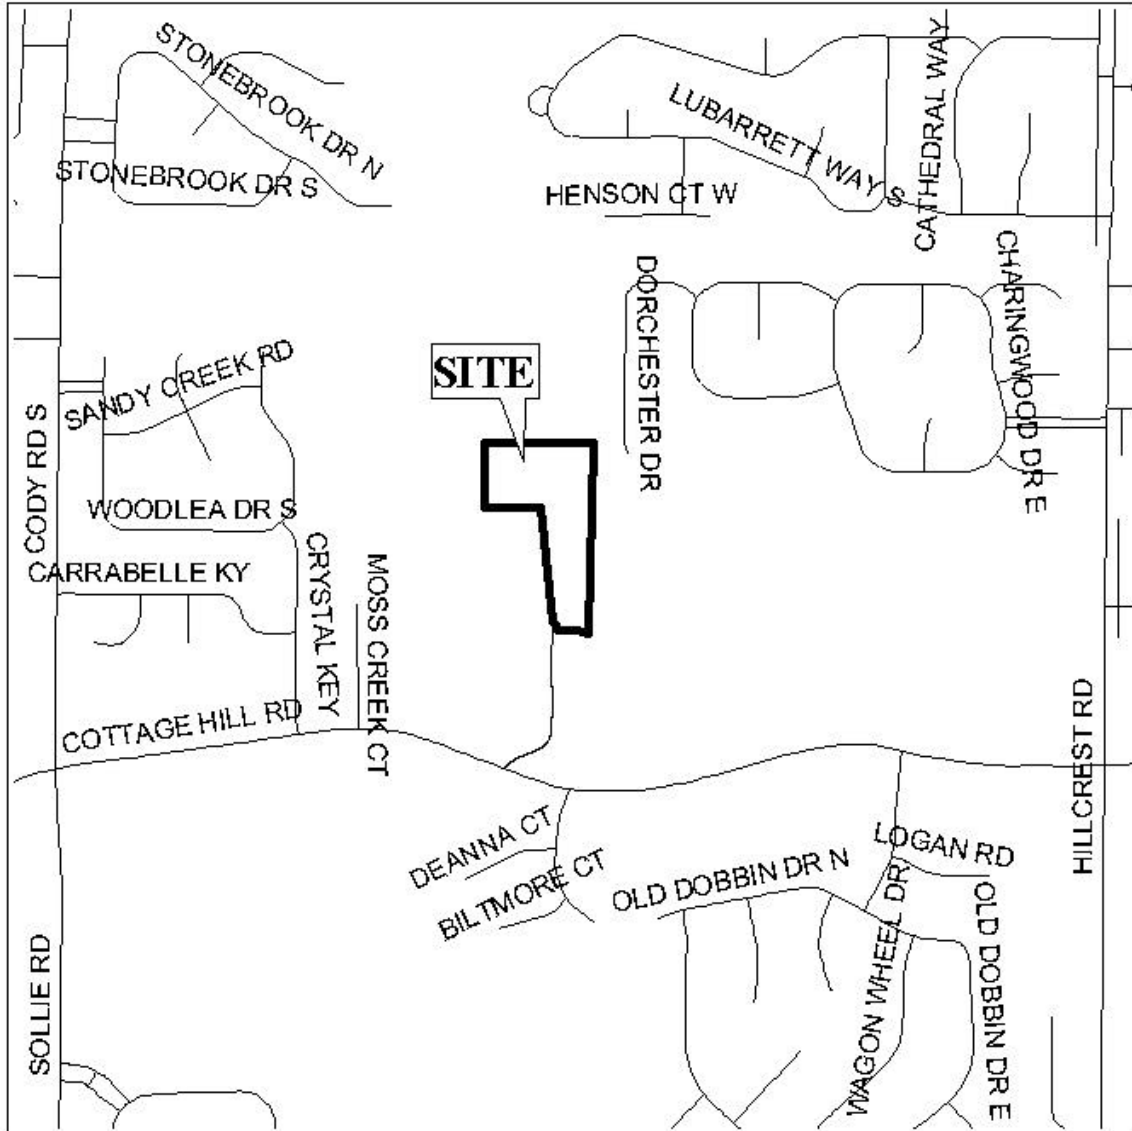 STONEBROOK DR N
STONEBROOK DR S
LUBARRETT WAY S
CATHEDRAL WAY
HENSON CT W
DORCHESTER DR
CHARINGWOOD DR E
SITE
SANDY CREEK RD
CODY RD S
WOODLEA DR S
CARRABELLE KY
CRYSTAL KEY
MOSS CREEK CT
COTTAGE HILL RD
HILLCREST RD
DEANNA CT
BILTMORE CT
OLD DOBBIN DR N
LOGAN RD
WAGON WHEEL DR
OLD DOBBIN DR E
SOLLIE RD